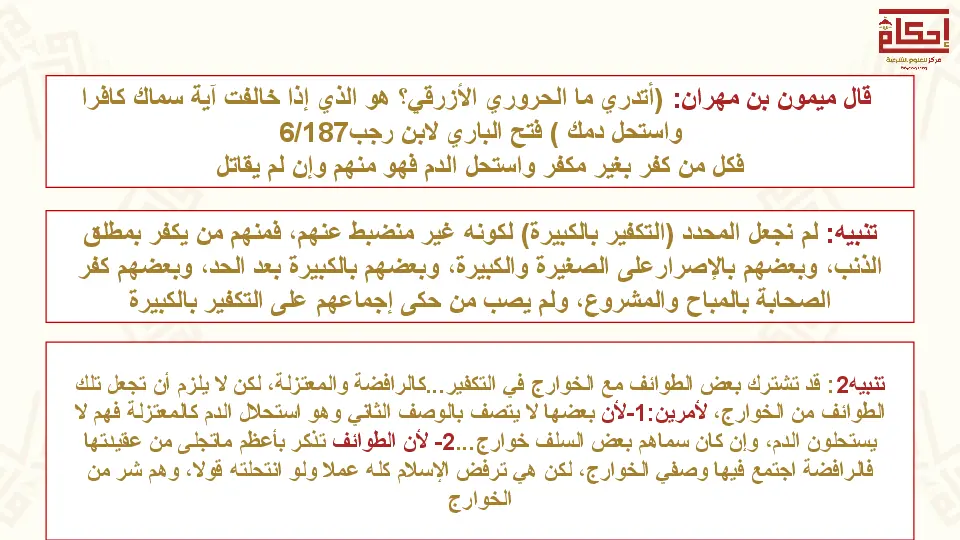 إحكام
مركز للعلوم الشرعية
قال ميمون بن مهران: (أتدري ما الحروري الأزرقي؟ هو الذي إذا خالفت آية سماك كافرا
واستحل دمك ) فتح الباري لابن رجب6/187
فكل من كفر بغير مكفر واستحل الدم فهو منهم وإن لم يقاتل
تنبيه: لم نجعل المحدد (التكفير بالكبيرة) لكونه غير منضبط عنهم، فمنهم من يكفر بمطلق
الذنب، وبعضهم بالإصرارعلى الصغيرة والكبيرة، وبعضهم بالكبيرة بعد الحد، وبعضهم كفر
الصحابة بالمباح والمشروع، ولم يصب من حكى إجماعهم على التكفير بالكبيرة
تنبيه2: قد تشترك بعض الطوائف مع الخوارج في التكفير...كالرافضة والمعتزلة، لكن لا يلزم أن تجعل تلك
الطوائف من الخوارج، لأمرين:1-لأن بعضها لا يتصف بالوصف الثاني وهو استحلال الدم كالمعتزلة فهم لا
يستحلون الدم، وإن كان سماهم بعض السلف خوارج...2- لأن الطوائف تذكر بأعظم ماتجلى من عقيدتها
فالرافضة اجتمع فيها وصفي الخوارج، لكن هي ترفض الإسلام كله عملا ولو انتحلته قولا، وهم شر من
الخوارج